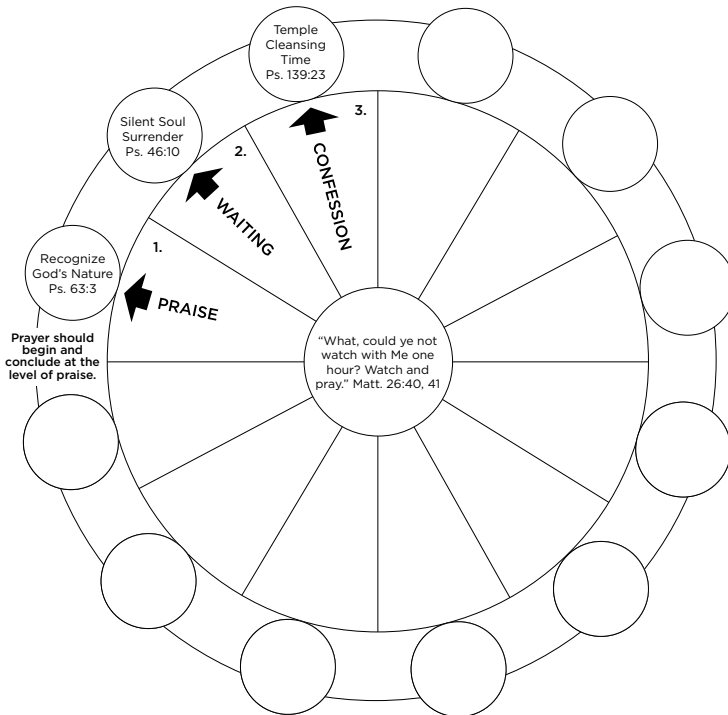 Temple
Cleansing
Time
Ps. 139:23
3.
CONFESSION
Silent Soul
Surrender
Ps. 46:10
2.
WAITING
Recognize
God's Nature
Ps. 63:3
1.
PRAISE
Prayer should
begin and
conclude at the
level of praise.
“What, could ye not
watch with Me one
hour? Watch and
pray.” Matt. 26:40, 41